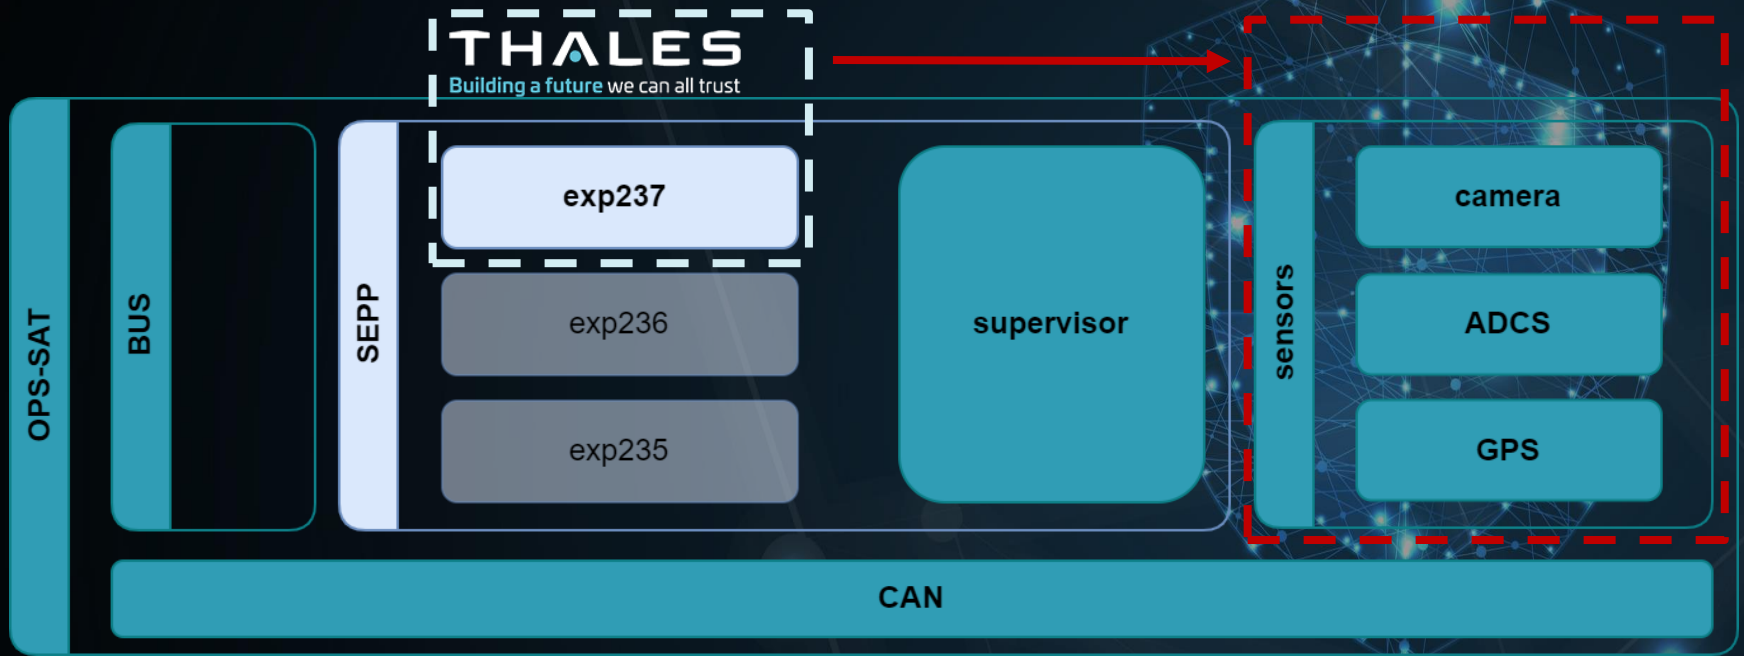 THALES
Building a future we can all trust
OPS-SAT
BUS
SEPP
exp237
exp236
exp235
supervisor
sensors
camera
ADCS
GPS
CAN